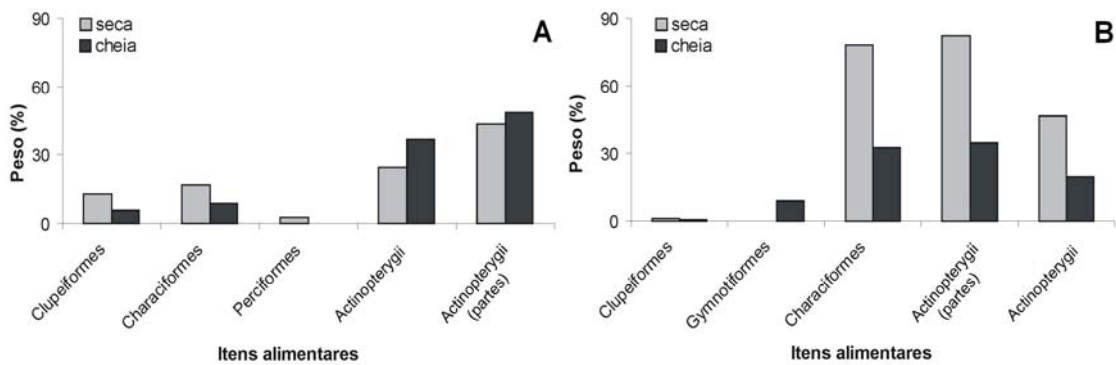 A
seca
cheia
Peso (%)
90
60
30
0
Clupeiformes
Characiformes
Perciformes
Actinopterygii
Actinopterygii
(partes)
Itens alimentares
B
seca
cheia
Peso (%)
90
60
30
0
Clupeiformes
Gymnotiformes
Characiformes
Actinopterygii
(partes)
Actinopterygii
Itens alimentares